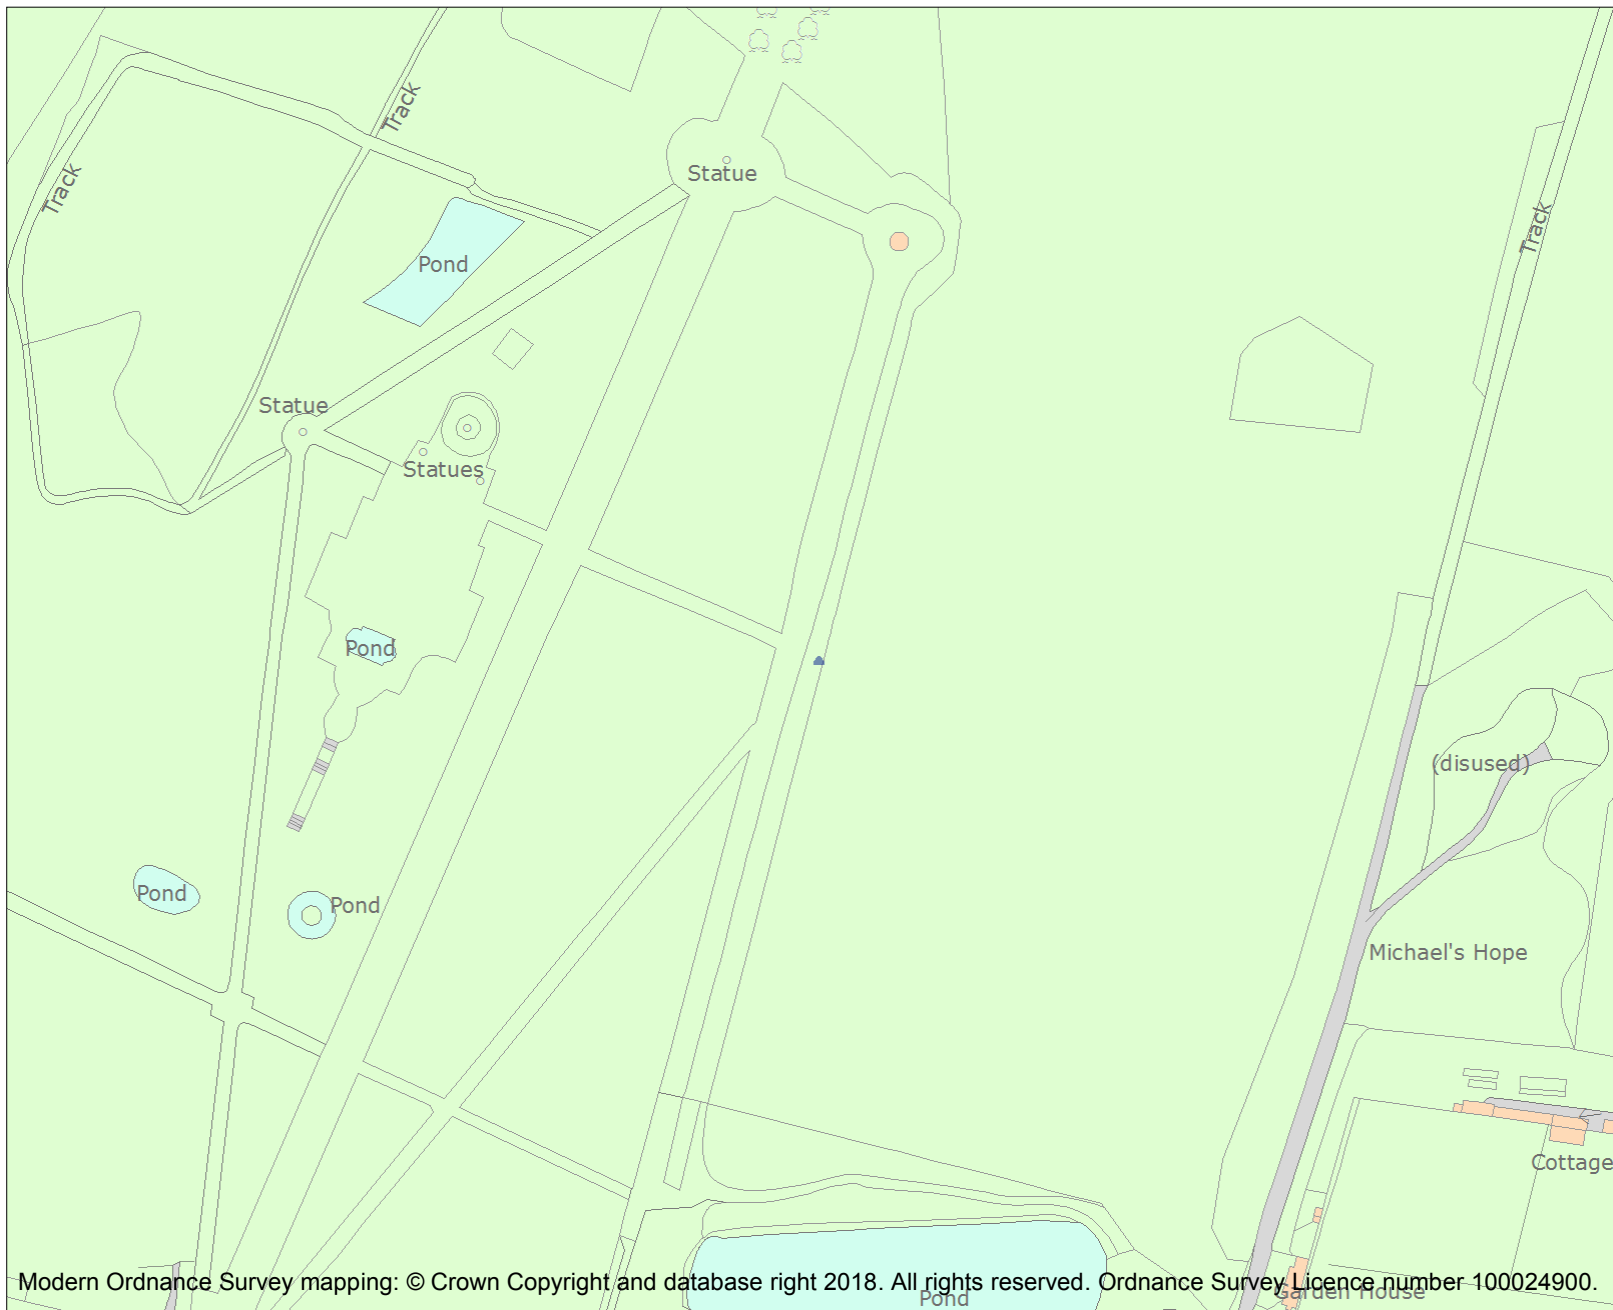 Track
Track
Statue
Track
Pond
Statue
Statues
Pond
(disused)
Pond
Pond
Michael's Hope
Cottage
Modern Ordnance Survey mapping: © Crown Copyright and database right 2018. All rights reserved. Ordnance Survey Licence number 100024900.
Garden House
Pond